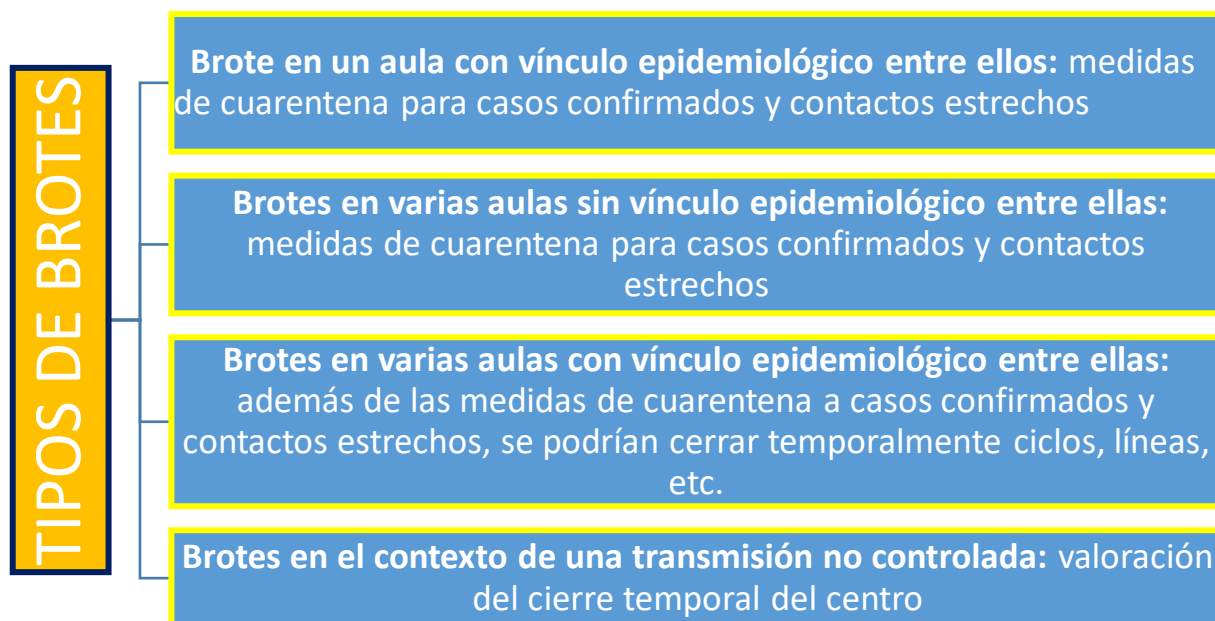 TIPOS DE BROTES
Brote en un aula con vínculo epidemiológico entre ellos: medidas
de cuarentena para casos confirmados y contactos estrechos
Brotes en varias aulas sin vínculo epidemiológico entre ellas:
medidas de cuarentena para casos confirmados y contactos
estrechos
Brotes en varias aulas con vínculo epidemiológico entre ellas:
además de las medidas de cuarentena a casos confirmados y
contactos estrechos, se podrían cerrar temporalmente ciclos, líneas,
etc.
Brotes en el contexto de una transmisión no controlada: valoración
del cierre temporal del centro